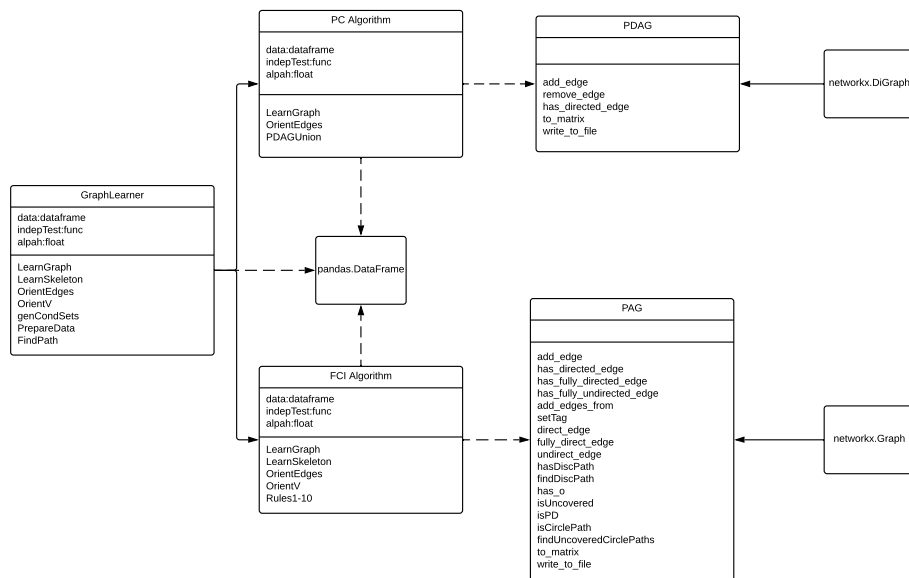 PC Algorithm
data:dataframe
indepTest:func
alpah:float
LearnGraph
OrientEdges
PDAGUnion
PDAG
add_edge
remove_edge
has_directed_edge
to_matrix
write_to_file
networkx.DiGraph
GraphLearner
data:dataframe
indepTest:func
alpah:float
LearnGraph
LearnSkeleton
OrientEdges
OrientV
genCondSets
PrepareData
FindPath
pandas.DataFrame
FCI Algorithm
data:dataframe
indepTest:func
alpah:float
LearnGraph
LearnSkeleton
OrientEdges
OrientV
Rules1-10
PAG
add_edge
has_directed_edge
has_fully_directed_edge
has_fully_undirected_edge
add_edges_from
setTag
direct_edge
fully_direct_edge
undirect_edge
hasDiscPath
findDiscPath
has_o
isUncovered
isPD
isCirclePath
findUncoveredCirclePaths
to_matrix
write_to_file
networkx.Graph